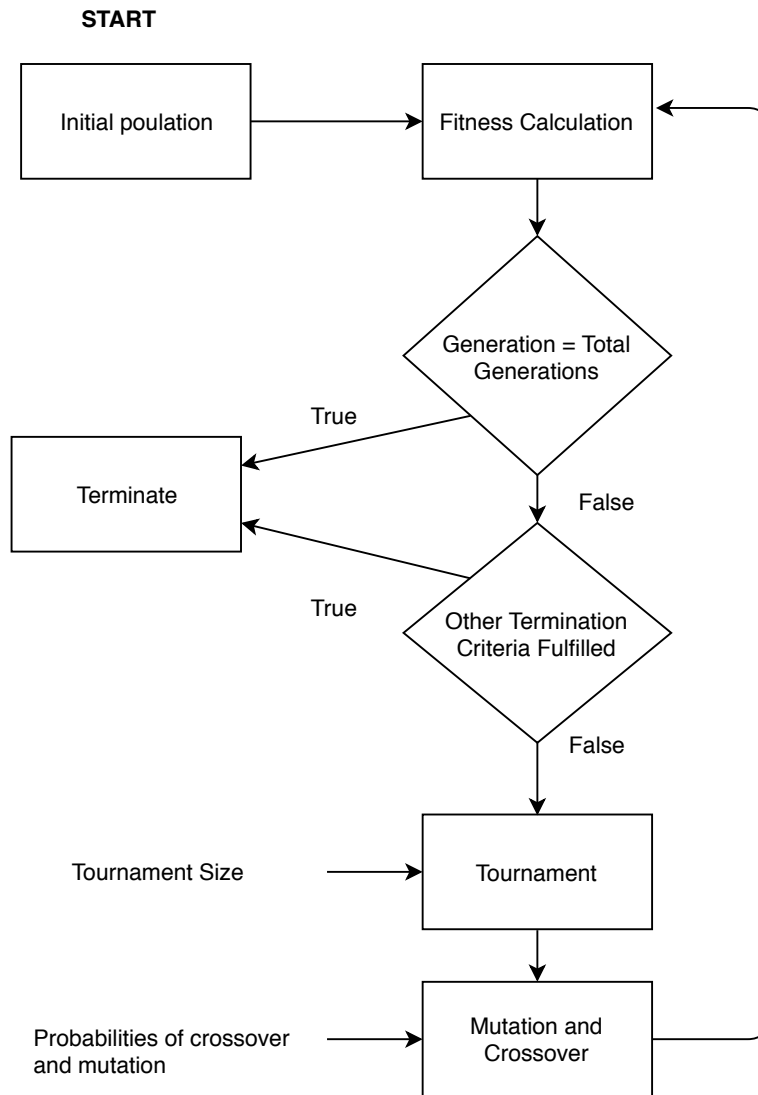 START
Initial poulation
Fitness Calculation
Generation = Total
Generations
True
Terminate
False
True
Other Termination
Criteria Fulfilled
False
Tournament Size
Tournament
Probabilities of crossover
and mutation
Mutation and
Crossover